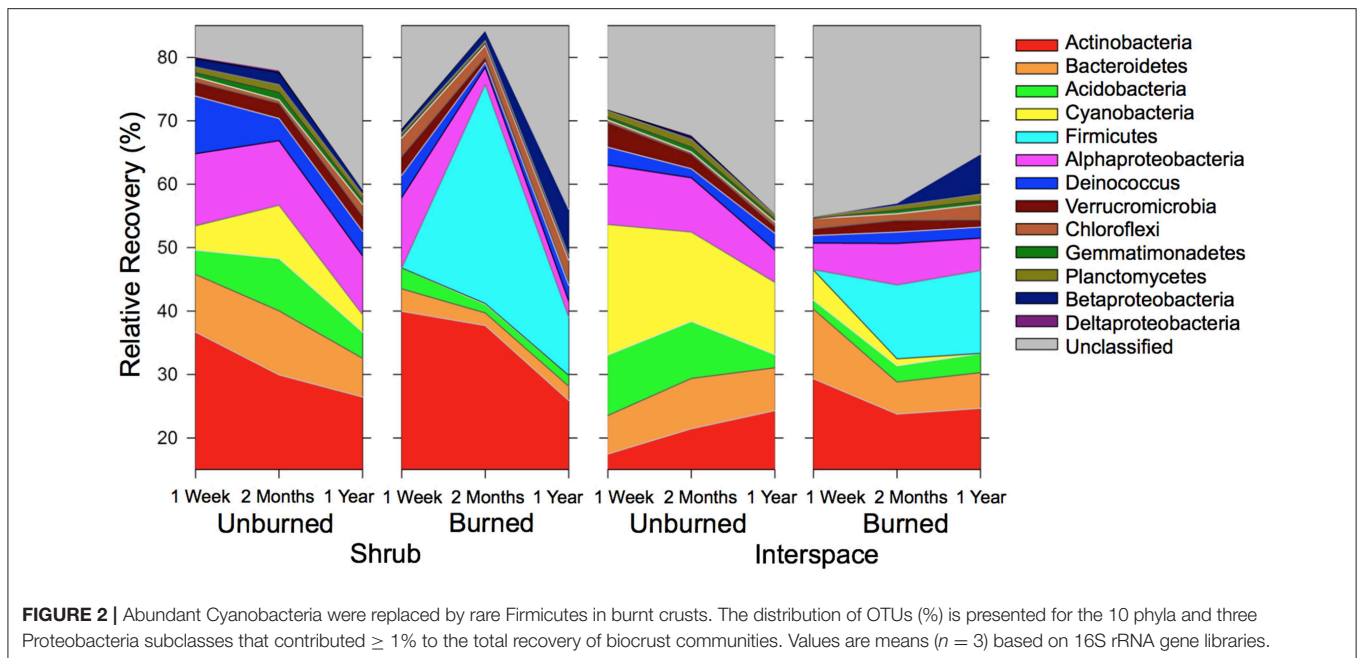 Relative Recovery (%)
80
70
60
50
40
30
20
1 Week 2 Months 1 Year
1 Week 2 Months 1 Year
1 Week 2 Months 1 Year
1 Week 2 Months 1 Year
Unburned
Burned
Unburned
Burned
Shrub
Interspace
Actinobacteria
Bacteroidetes
Acidobacteria
Cyanobacteria
Firmicutes
Alphaproteobacteria
Deinococcus
Verrucromicrobia
Chloroflexi
Gemmatimonadetes
Planctomycetes
Betaproteobacteria
Deltaproteobacteria
Unclassified
FIGURE 2 | Abundant Cyanobacteria were replaced by rare Firmicutes in burnt crusts. The distribution of OTUs (%) is presented for the 10 phyla and three
Proteobacteria subclasses that contributed ≥ 1% to the total recovery of biocrust communities. Values are means (n = 3) based on 16S rRNA gene libraries.